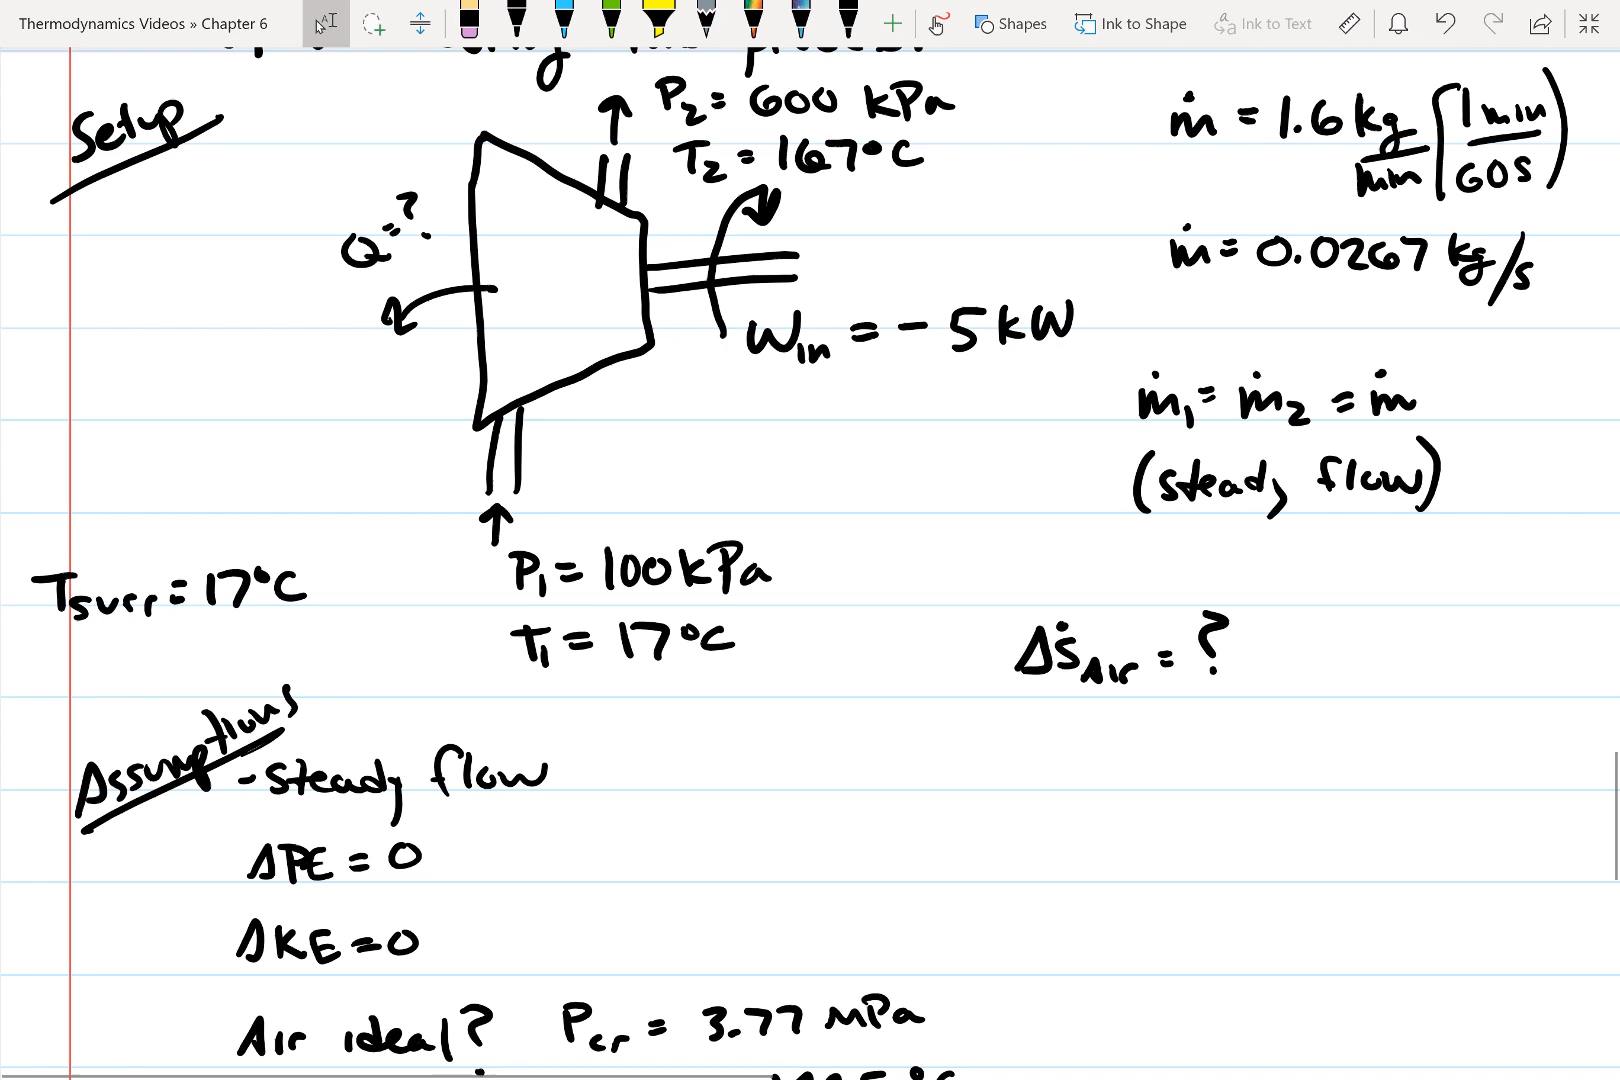 Thermodynamics Videos » Chapter 6
Shapes
Ink to Shape
Ink to Text
Setup
P₂ = 600 kPa
T₂ = 167°C
ṁ = 1.6 kg/min (1 min/60 s)
Q = ?
ṁ = 0.0267 kg/s
Win = - 5 kW
ṁ₁ = ṁ₂ = ṁ
(steady flow)
Tsurr = 17°C
P₁ = 100 kPa
T₁ = 17°C
ΔṠAir = ?
Assumptions
- steady flow
ΔPE = 0
ΔKE = 0
Air ideal? Pcr = 3.77 MPa